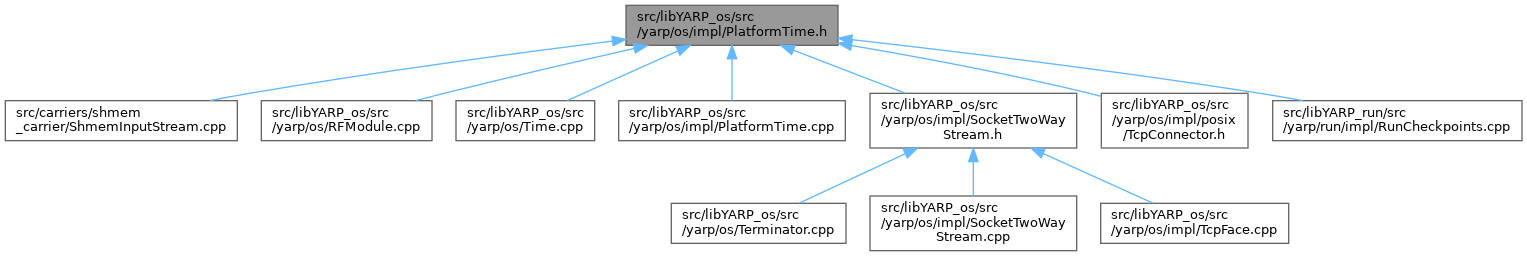 src/libYARP_os/src
/yarp/os/impl/PlatformTime.h
src/carriers/shmem
_carrier/ShmemInputStream.cpp
src/libYARP_os/src
/yarp/os/RFModule.cpp
src/libYARP_os/src
/yarp/os/Time.cpp
src/libYARP_os/src
/yarp/os/impl/PlatformTime.cpp
src/libYARP_os/src
/yarp/os/impl/SocketTwoWay
Stream.h
src/libYARP_os/src
/yarp/os/impl/posix
/TcpConnector.h
src/libYARP_run/src
/yarp/run/impl/RunCheckpoints.cpp
src/libYARP_os/src
/yarp/os/Terminator.cpp
src/libYARP_os/src
/yarp/os/impl/SocketTwoWay
Stream.cpp
src/libYARP_os/src
/yarp/os/impl/TcpFace.cpp